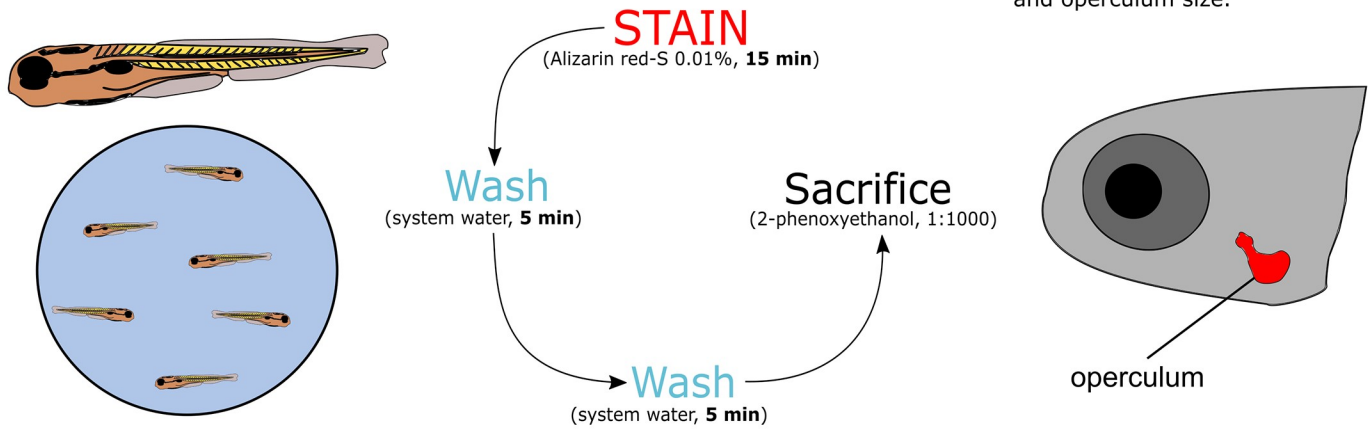 and operculum size.
STAIN
(Alizarin red-S 0.01%, 15 min)
Wash
(system water, 5 min)
Sacrifice
(2-phenoxyethanol, 1:1000)
Wash
(system water, 5 min)
operculum